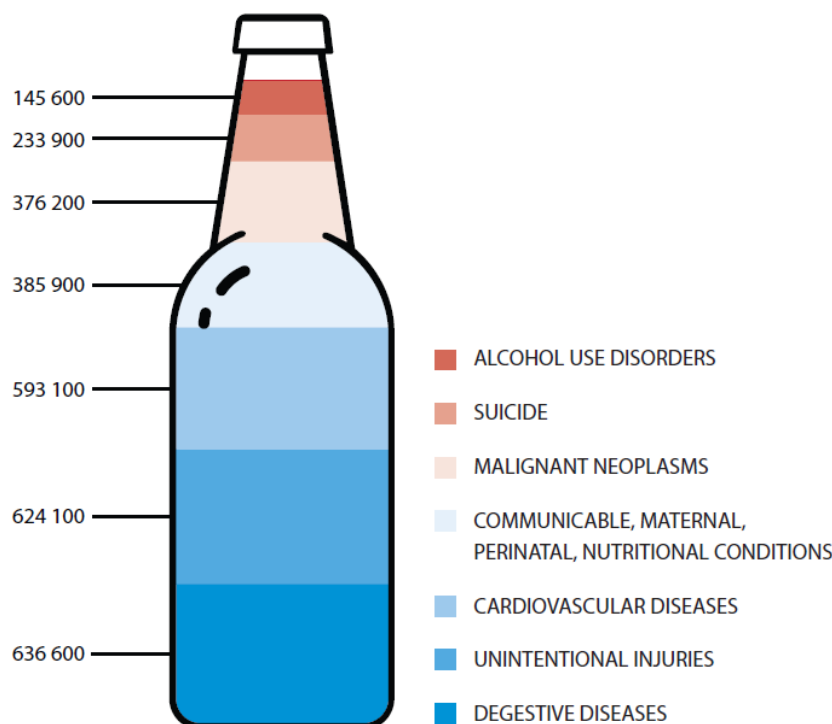 145 600
233 900
376 200
385 900
593 100
624 100
636 600
ALCOHOL USE DISORDERS
SUICIDE
MALIGNANT NEOPLASMS
COMMUNICABLE, MATERNAL,
PERINATAL, NUTRITIONAL CONDITIONS
CARDIOVASCULAR DISEASES
UNINTENTIONAL INJURIES
DEGESTIVE DISEASES